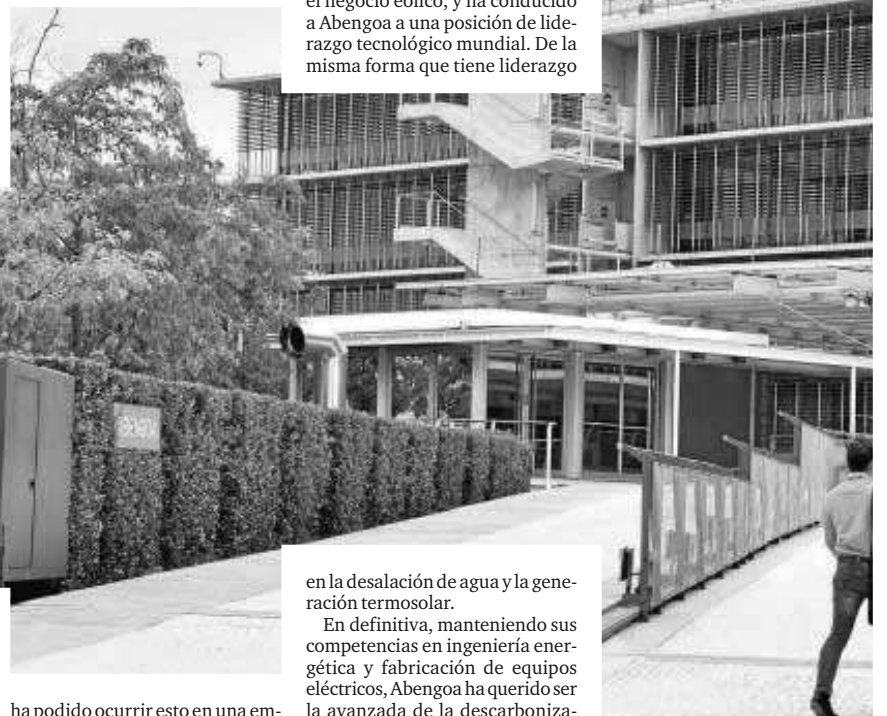 el negocio eólico, y ha conducido
a Abengoa a una posición de lide-
razgo tecnológico mundial. De la
misma forma que tiene liderazgo
en la desalación de agua y la gene-
ración termosolar.
En definitiva, manteniendo sus
competencias en ingeniería ener-
gética y fabricación de equipos
eléctricos, Abengoa ha querido ser
la avanzada de la descarboniza-
ha podido ocurrir esto en una em-